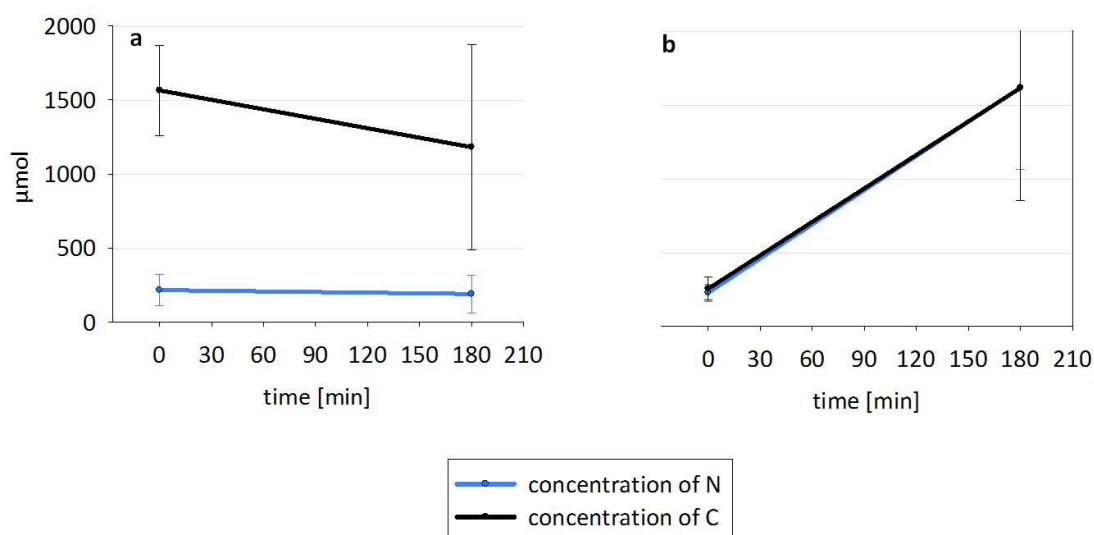 2000
1500
1000
500
0
µmol
a
0 30 60 90 120 150 180 210
time [min]
b
0 30 60 90 120 150 180 210
time [min]
concentration of N
concentration of C